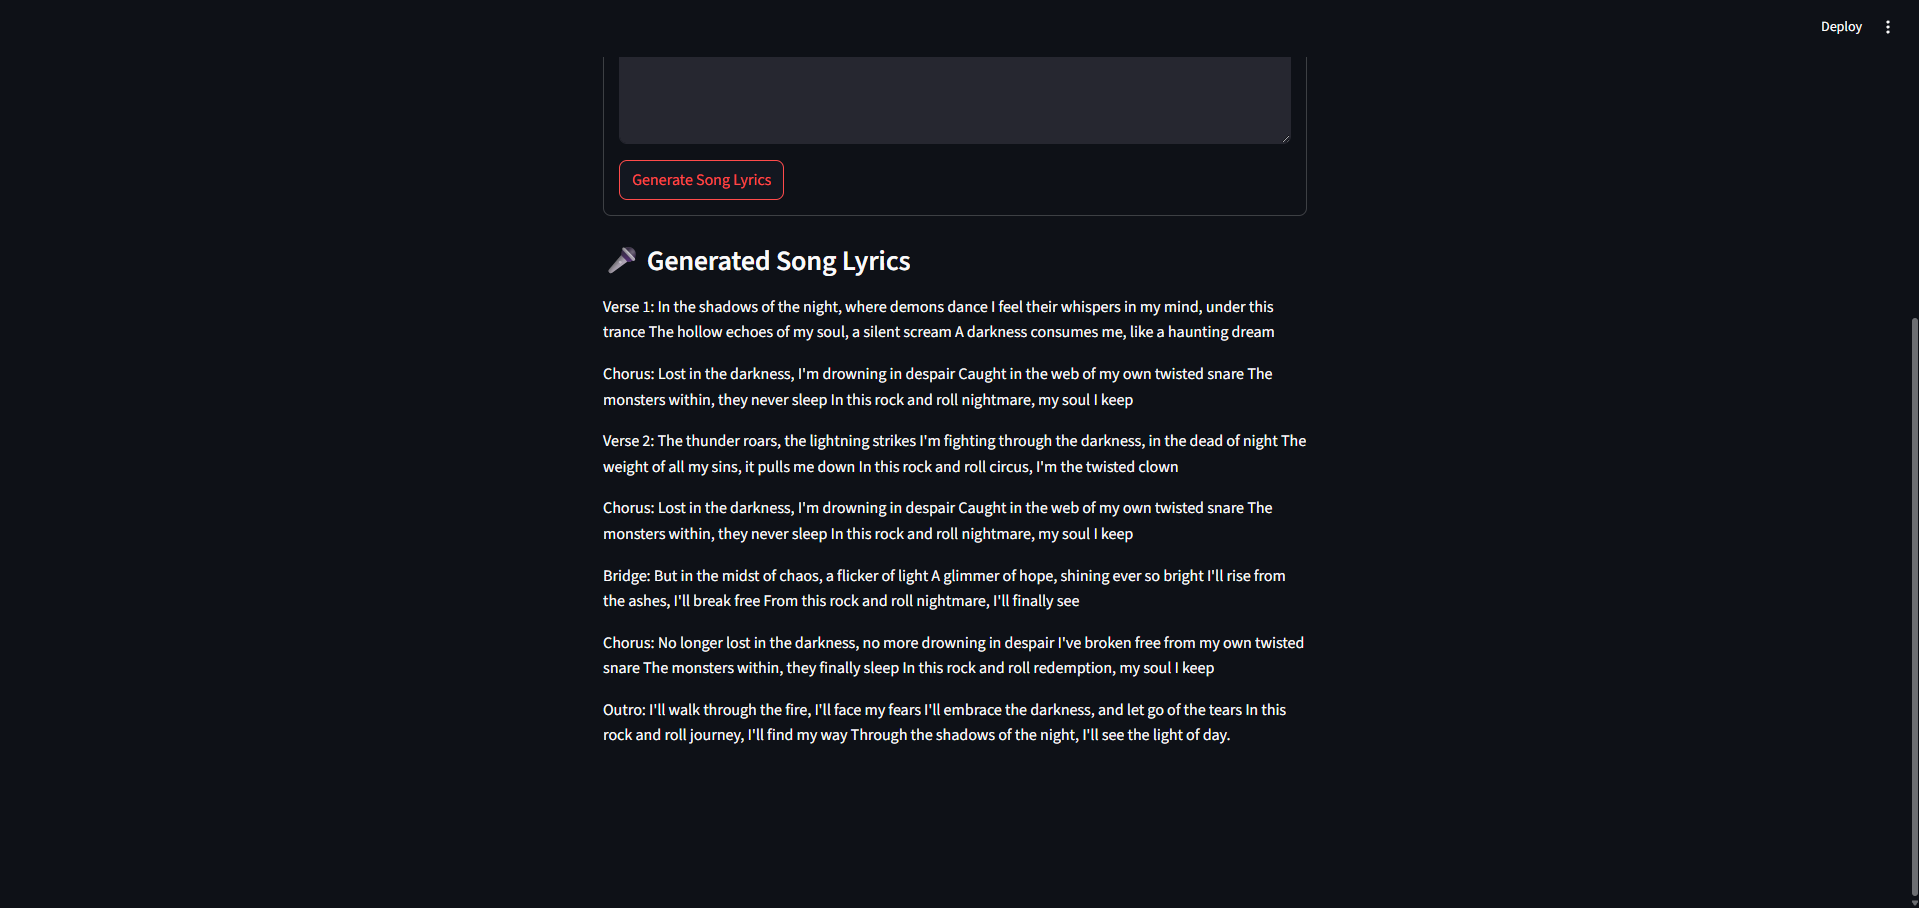 Deploy
Generate Song Lyrics
Generated Song Lyrics
Verse 1: In the shadows of the night, where demons dance I feel their whispers in my mind, under this
trance The hollow echoes of my soul, a silent scream A darkness consumes me, like a haunting dream
Chorus: Lost in the darkness, I'm drowning in despair Caught in the web of my own twisted snare The
monsters within, they never sleep In this rock and roll nightmare, my soul I keep
Verse 2: The thunder roars, the lightning strikes I'm fighting through the darkness, in the dead of night The
weight of all my sins, it pulls me down In this rock and roll circus, I'm the twisted clown
Chorus: Lost in the darkness, I'm drowning in despair Caught in the web of my own twisted snare The
monsters within, they never sleep In this rock and roll nightmare, my soul I keep
Bridge: But in the midst of chaos, a flicker of light A glimmer of hope, shining ever so bright I'll rise from
the ashes, I'll break free From this rock and roll nightmare, I'll finally see
Chorus: No longer lost in the darkness, no more drowning in despair I've broken free from my own twisted
snare The monsters within, they finally sleep In this rock and roll redemption, my soul I keep
Outro: I'll walk through the fire, I'll face my fears I'll embrace the darkness, and let go of the tears In this
rock and roll journey, I'll find my way Through the shadows of the night, I'll see the light of day.